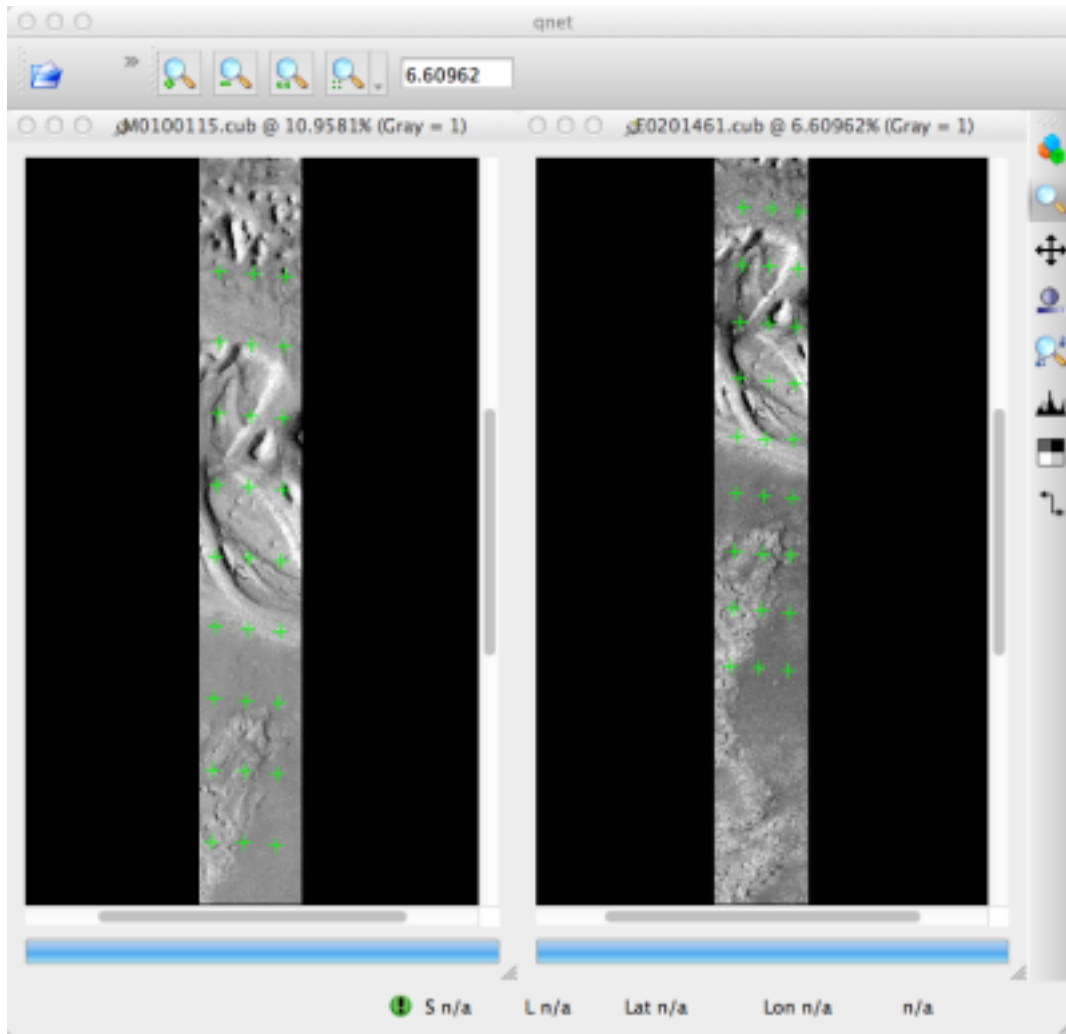 qnet
6.60962
M0100115.cub @ 10.9581% (Gray = 1)
E0201461.cub @ 6.60962% (Gray = 1)
S n/a L n/a Lat n/a Lon n/a n/a